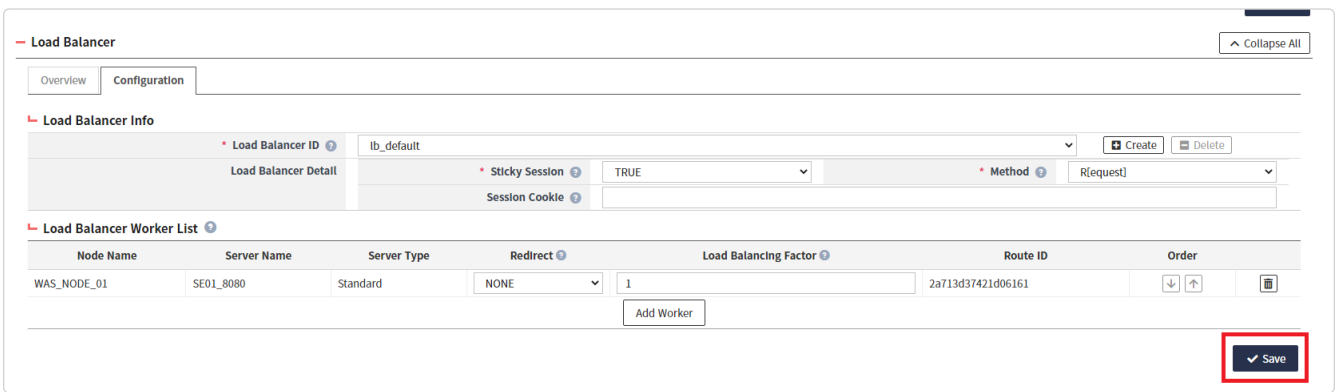 Load Balancer
Collapse All
Overview Configuration
Load Balancer Info
* Load Balancer ID ? lb_default Create Delete
Load Balancer Detail * Sticky Session ? TRUE * Method ? R[equest]
Session Cookie ?
Load Balancer Worker List ?
Node Name Server Name Server Type Redirect ? Load Balancing Factor ? Route ID Order
WAS_NODE_01 SE01_8080 Standard NONE 1 2a713d37421d06161
Add Worker
Save